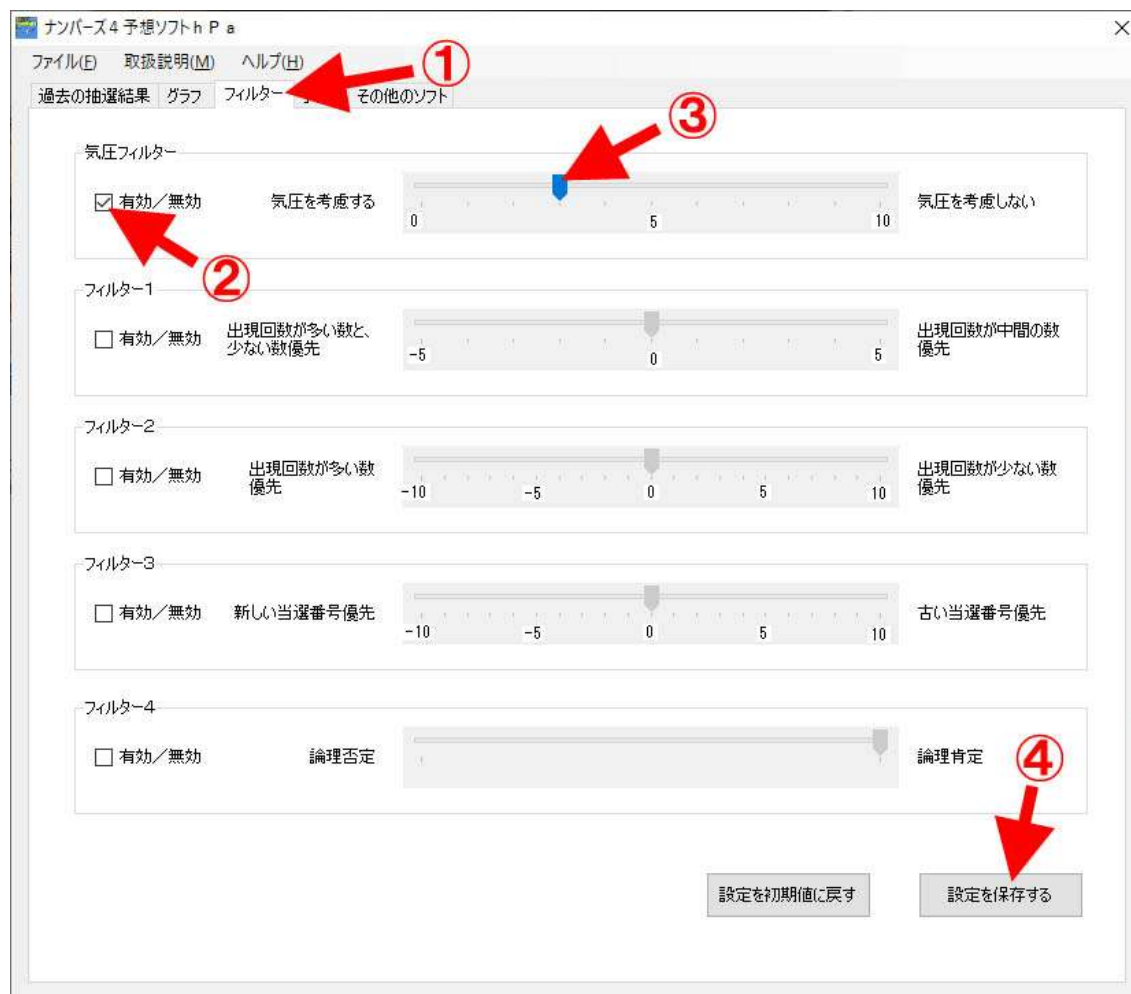 ナンバーズ4予想ソフトhPa
ファイル(F) 取扱説明(M) ヘルプ(H)
①
過去の抽選結果 グラフ フィルター その他のソフト
③
気圧フィルター
有効/無効 気圧を考慮する 0 5 10 気圧を考慮しない
②
フィルター1
有効/無効 出現回数が多い数と、
少ない数優先 -5 0 5 出現回数が中間の数
優先
フィルター2
有効/無効 出現回数が多い数
優先 -10 -5 0 5 10 出現回数が少ない数
優先
フィルター3
有効/無効 新しい当選番号優先 -10 -5 0 5 10 古い当選番号優先
フィルター4
有効/無効 論理否定 論理肯定
④
設定を初期値に戻す 設定を保存する